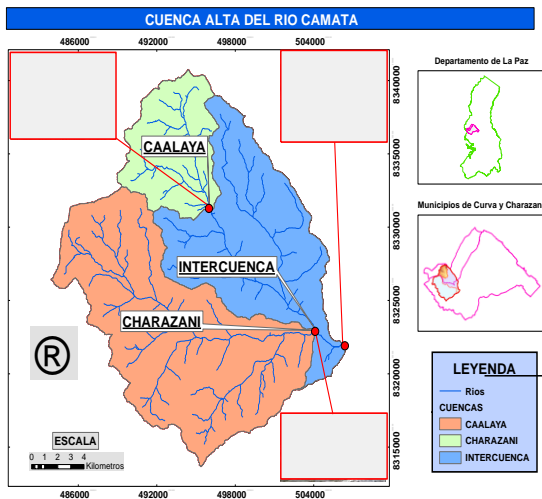 CUENCA ALTA DEL RIO CAMATA
486000 492000 498000 504000
8340000
8335000
8330000
8325000
8320000
8315000
CAALAYA
INTERCUENCA
CHARAZANI
®
ESCALA
0 1 2 3 4
Kilometros
486000 492000 498000 504000
Departamento de La Paz
Municipios de Curva y Charazan
LEYENDA
Rios
CUENCAS
CAALAYA
CHARAZANI
INTERCUENCA